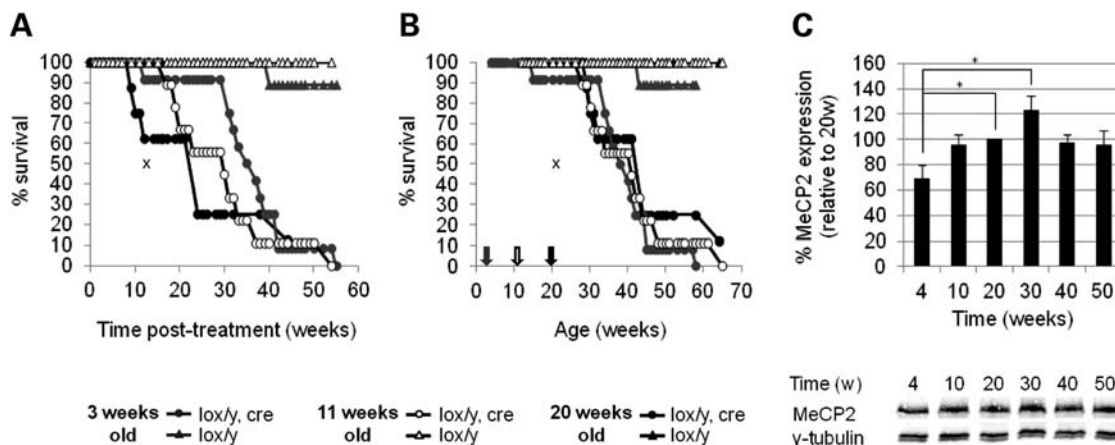 A
% survival
100
90
80
70
60
50
40
30
20
10
0
x
0 10 20 30 40 50 60
Time post-treatment (weeks)
B
% survival
100
90
80
70
60
50
40
30
20
10
0
x
0 10 20 30 40 50 60 70
Age (weeks)
C
% MeCP2 expression
(relative to 20w)
160
140
120
100
80
60
40
20
0
*
*
4 10 20 30 40 50
Time (weeks)
Time (w) 4 10 20 30 40 50
MeCP2
γ-tubulin
3 weeks old lox/y, cre lox/y
11 weeks old lox/y, cre lox/y
20 weeks old lox/y, cre lox/y